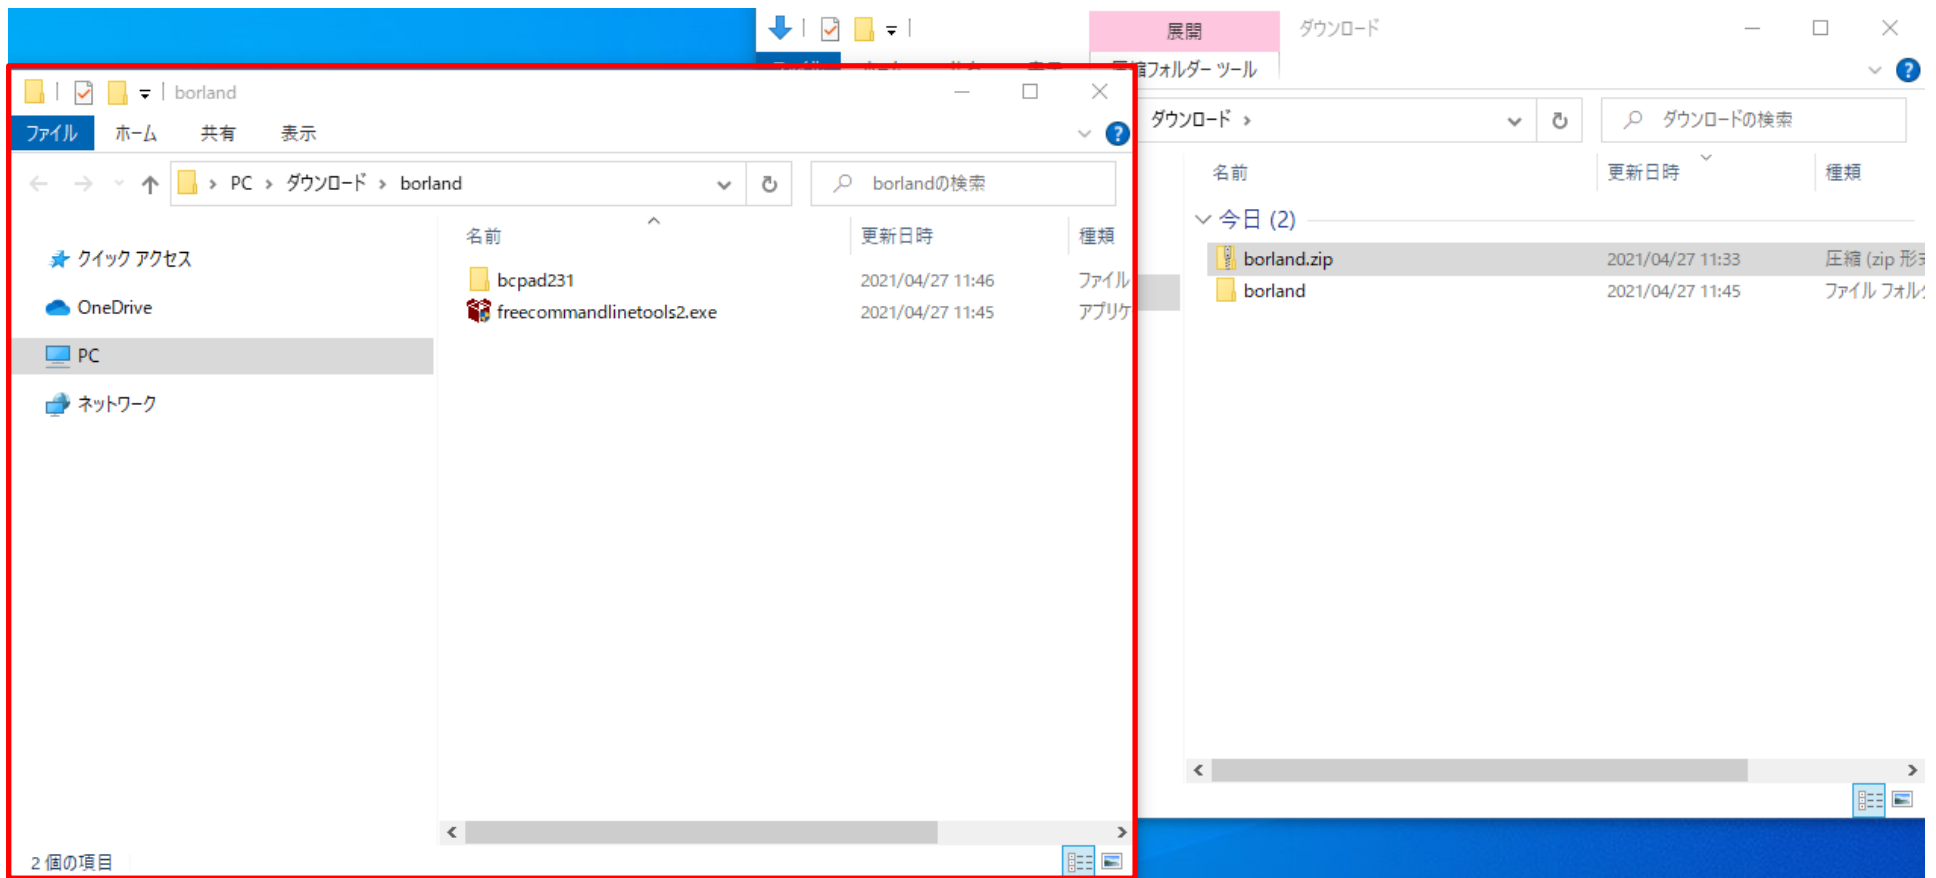 展開
ダウンロード
圧縮フォルダー ツール
borland
ファイル
ホーム
共有
表示
PC › ダウンロード › borland
borlandの検索
ダウンロード ›
ダウンロードの検索
名前
更新日時
種類
クイック アクセス
OneDrive
PC
ネットワーク
bcpad231
2021/04/27 11:46
ファイル
freecommandlinetools2.exe
2021/04/27 11:45
アプリケ
2 個の項目
名前
更新日時
種類
今日 (2)
borland.zip
2021/04/27 11:33
圧縮 (zip 形式
borland
2021/04/27 11:45
ファイル フォル